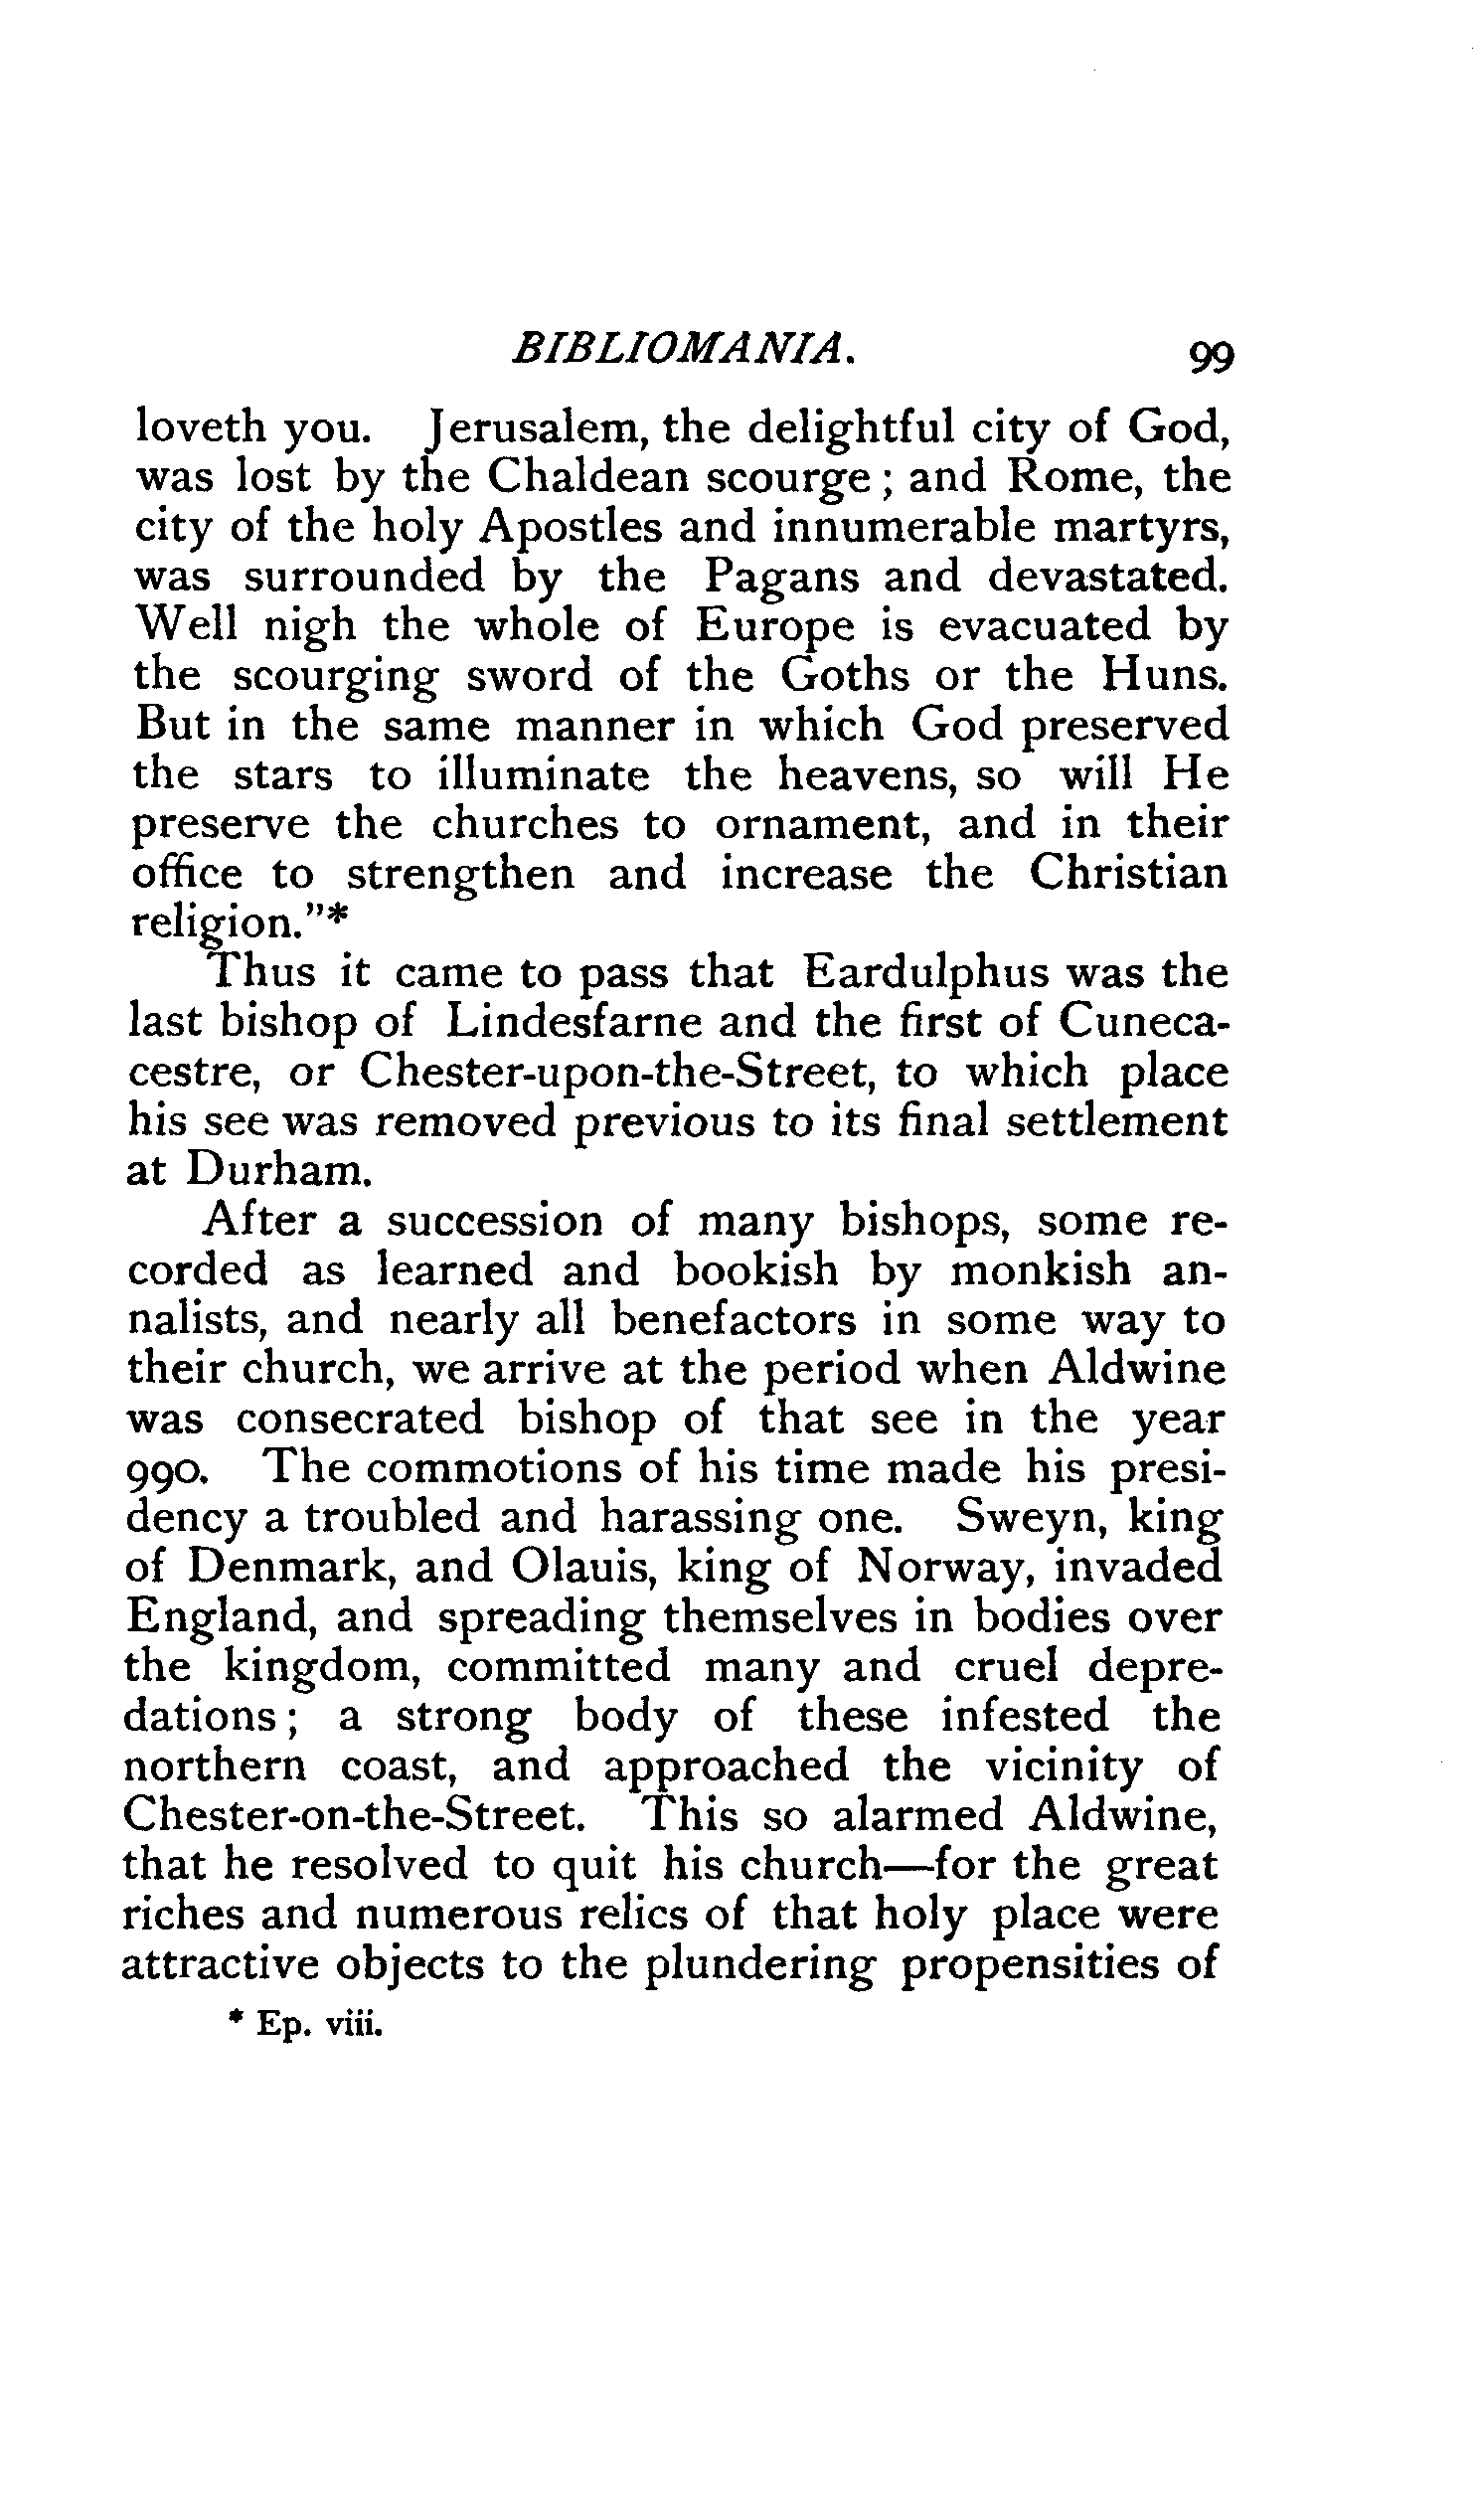 BIBLIOMANIA. 99
loveth you. Jerusalem, the delightful city of God,
was lost by the Chaldean scourge ; and Rome, the
city of the holy Apostles and innumerable martyrs,
was surrounded by the Pagans and devastated.
Well nigh the whole of Europe is evacuated by
the scourging sword of the Goths or the Huns.
But in the same manner in which God preserved
the stars to illuminate the heavens, so will He
preserve the churches to ornament, and in their
office to strengthen and increase the Christian
religion."*
Thus it came to pass that Eardulphus was the
last bishop of Lindesfarne and the first of Cuneca-
cestre, or Chester-upon-the-Street, to which place
his see was removed previous to its final settlement
at Durham.
After a succession of many bishops, some re-
corded as learned and bookish by monkish an-
nalists, and nearly all benefactors in some way to
their church, we arrive at the period when Aldwine
was consecrated bishop of that see in the year
990. The commotions of his time made his presi-
dency a troubled and harassing one. Sweyn, king
of Denmark, and Olauis, king of Norway, invaded
England, and spreading themselves in bodies over
the kingdom, committed many and cruel depre-
dations ; a strong body of these infested the
northern coast, and approached the vicinity of
Chester-on-the-Street. This so alarmed Aldwine,
that he resolved to quit his church—for the great
riches and numerous relics of that holy place were
attractive objects to the plundering propensities of
* Ep. viii.